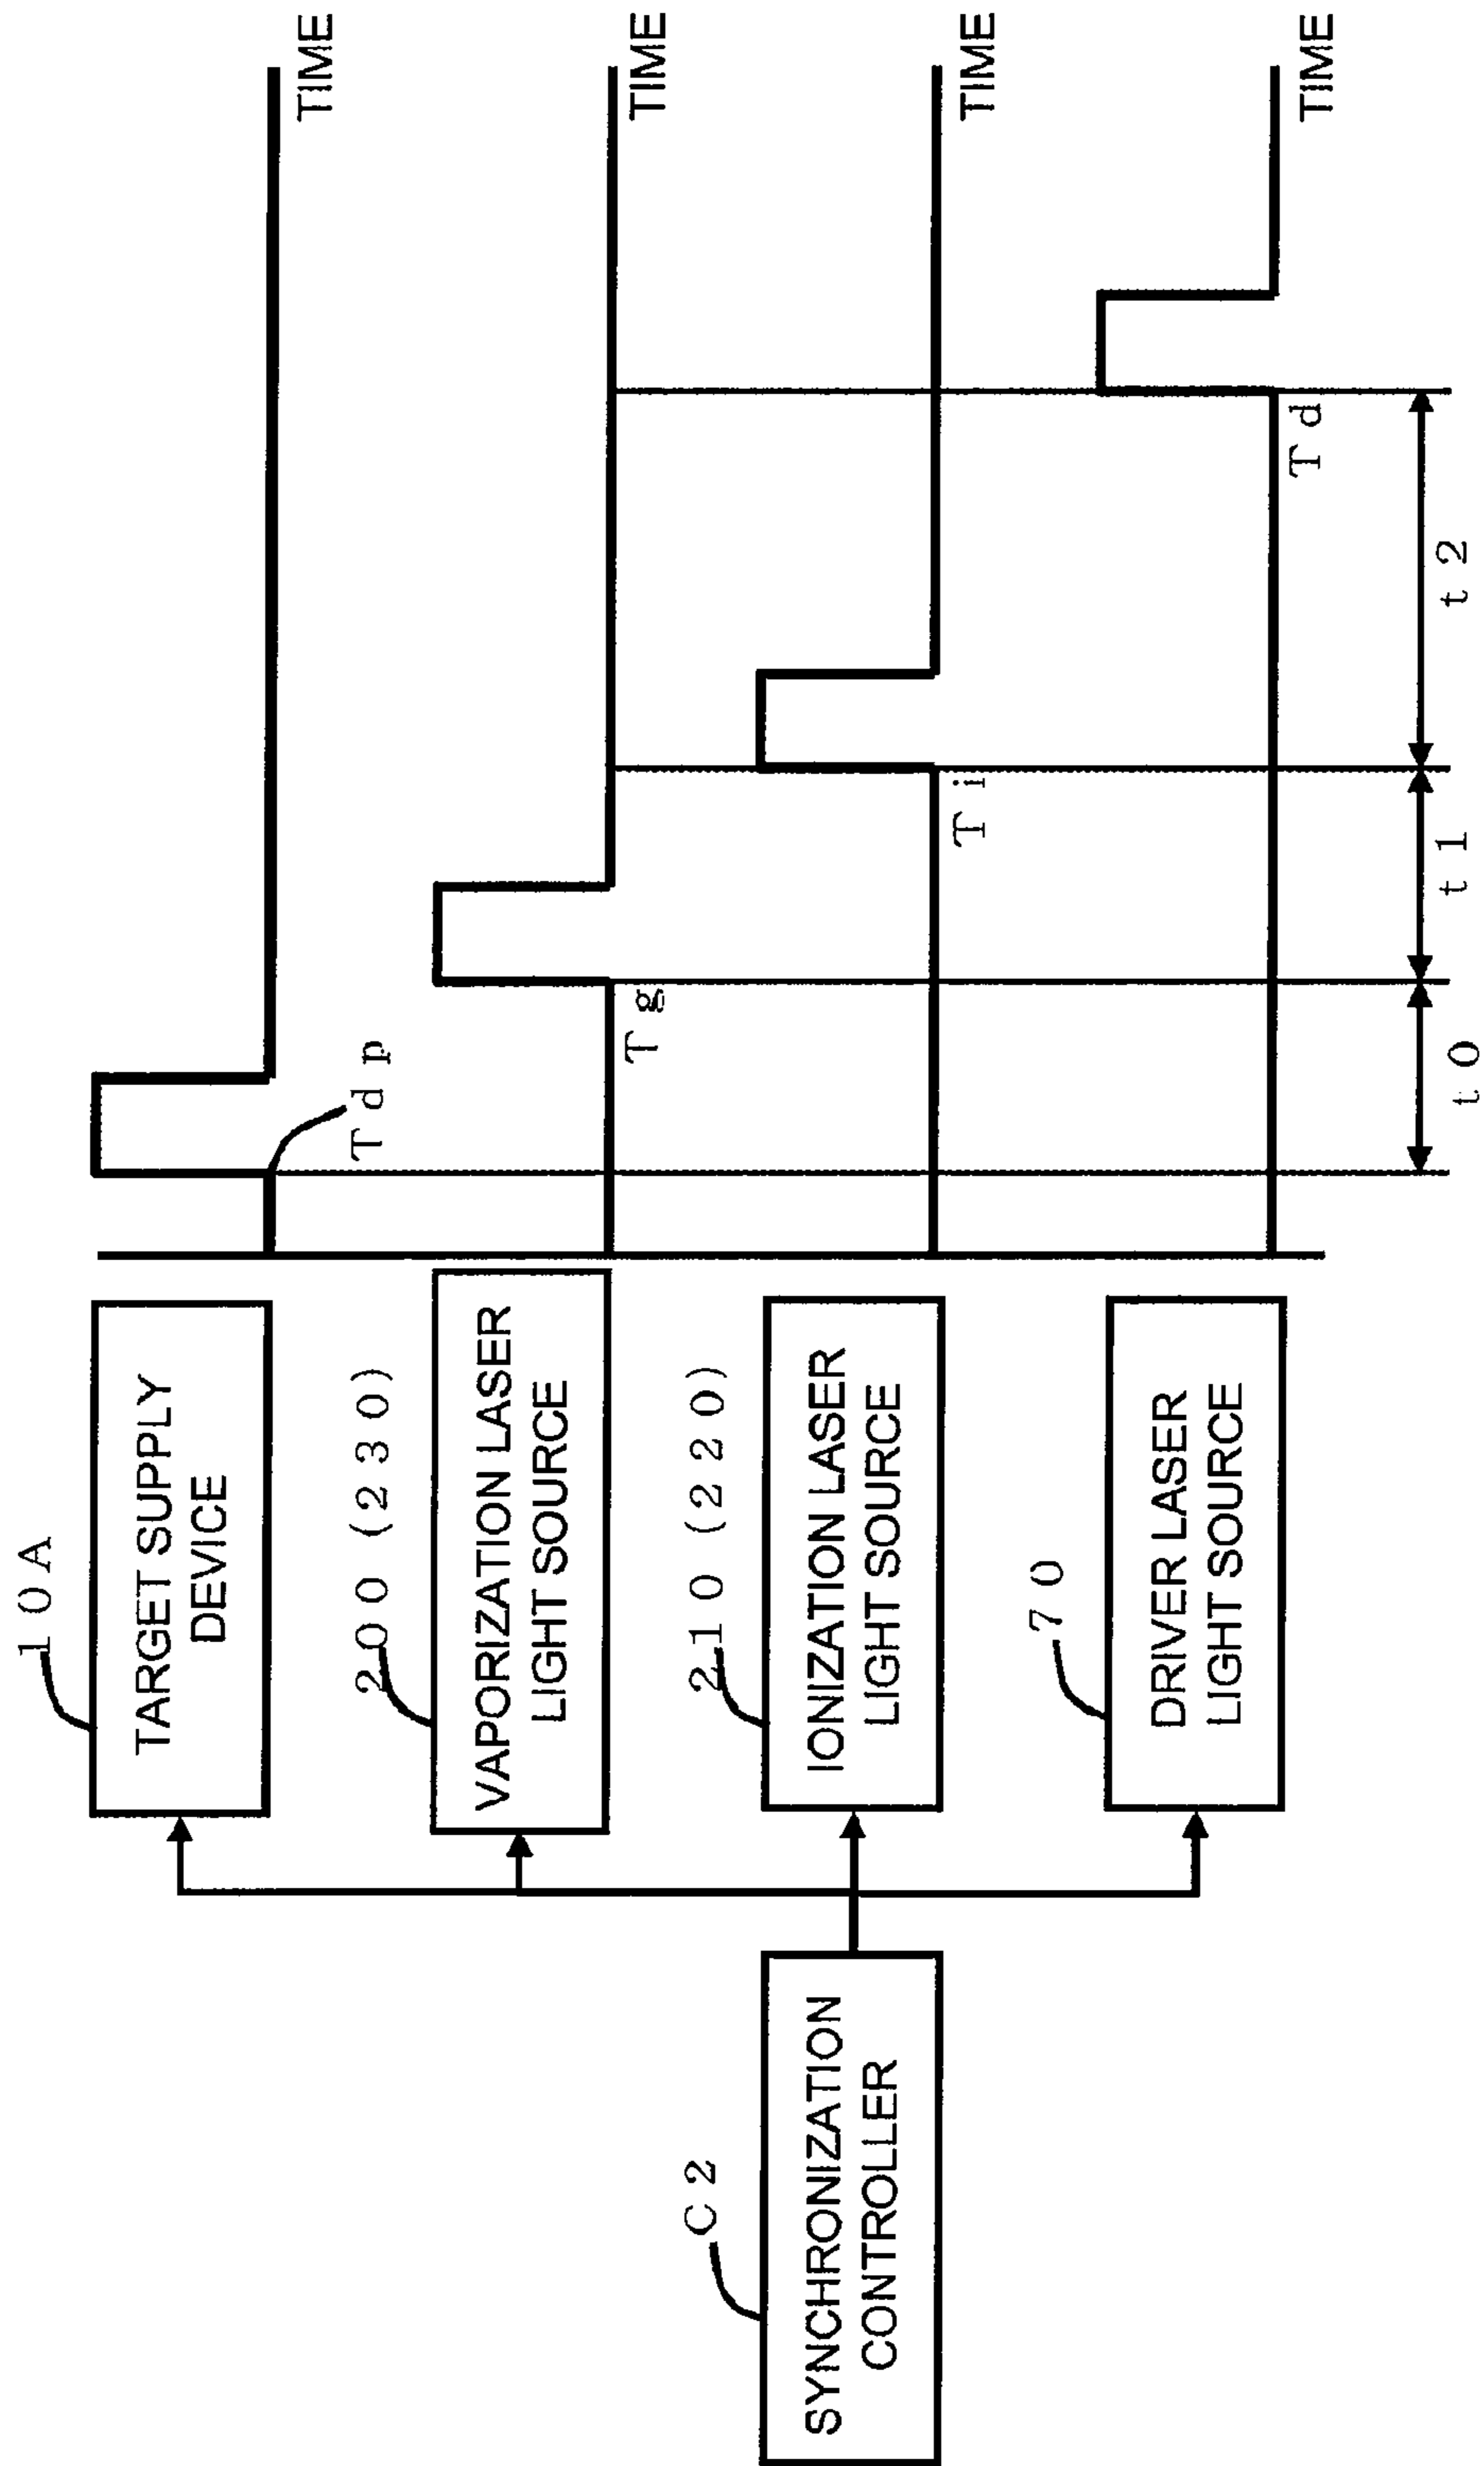 10A
TARGET SUPPLY
DEVICE
TIME
Tdp
200 (230)
VAPORIZATION LASER
LIGHT SOURCE
TIME
Tg
C2
SYNCHRONIZATION
CONTROLLER
210 (220)
IONIZATION LASER
LIGHT SOURCE
TIME
Ti
70
DRIVER LASER
LIGHT SOURCE
TIME
Td
t0
t1
t2